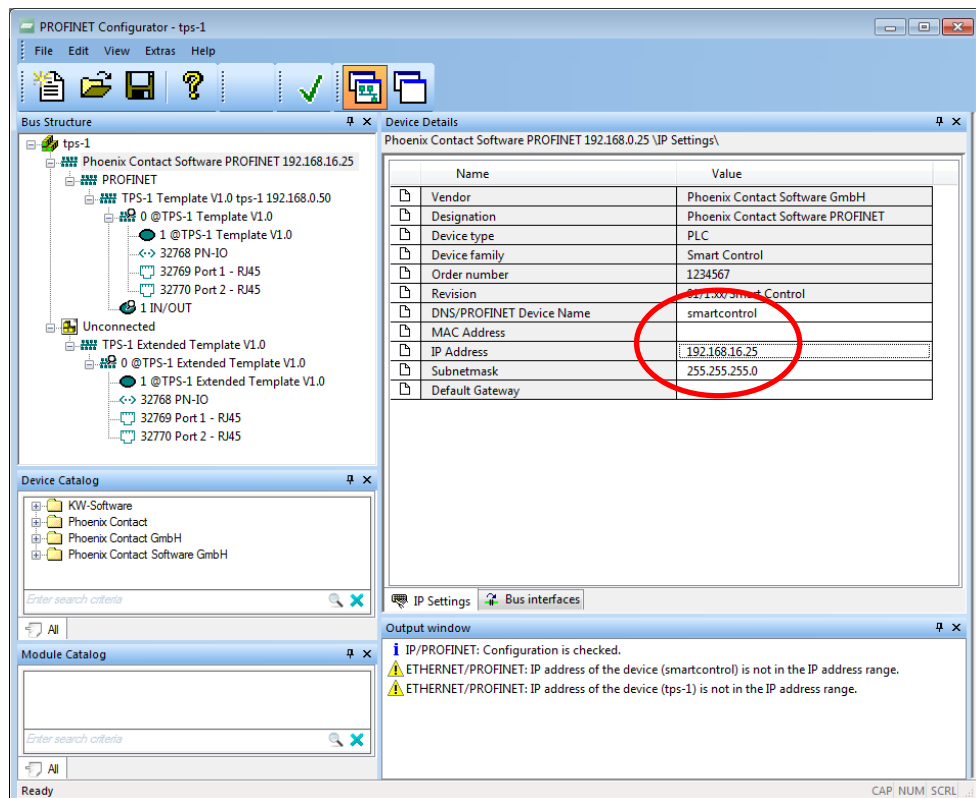 PROFINET Configurator - tps-1
File Edit View Extras Help
Bus Structure
tps-1
Phoenix Contact Software PROFINET 192.168.16.25
PROFINET
TPS-1 Template V1.0 tps-1 192.168.0.50
0 @TPS-1 Template V1.0
1 @TPS-1 Template V1.0
32768 PN-IO
32769 Port 1 - RJ45
32770 Port 2 - RJ45
1 IN/OUT
Unconnected
TPS-1 Extended Template V1.0
0 @TPS-1 Extended Template V1.0
1 @TPS-1 Extended Template V1.0
32768 PN-IO
32769 Port 1 - RJ45
32770 Port 2 - RJ45
Device Catalog
KW-Software
Phoenix Contact
Phoenix Contact GmbH
Phoenix Contact Software GmbH
Enter search criteria
All
Module Catalog
Enter search criteria
All
Device Details
Phoenix Contact Software PROFINET 192.168.0.25 \IP Settings\
Name Value
Vendor Phoenix Contact Software GmbH
Designation Phoenix Contact Software PROFINET
Device type PLC
Device family Smart Control
Order number 1234567
Revision 01/1.xx/Smart Control
DNS/PROFINET Device Name smartcontrol
MAC Address
IP Address 192.168.16.25
Subnetmask 255.255.255.0
Default Gateway
IP Settings Bus interfaces
Output window
IP/PROFINET: Configuration is checked.
ETHERNET/PROFINET: IP address of the device (smartcontrol) is not in the IP address range.
ETHERNET/PROFINET: IP address of the device (tps-1) is not in the IP address range.
Ready CAP NUM SCRL